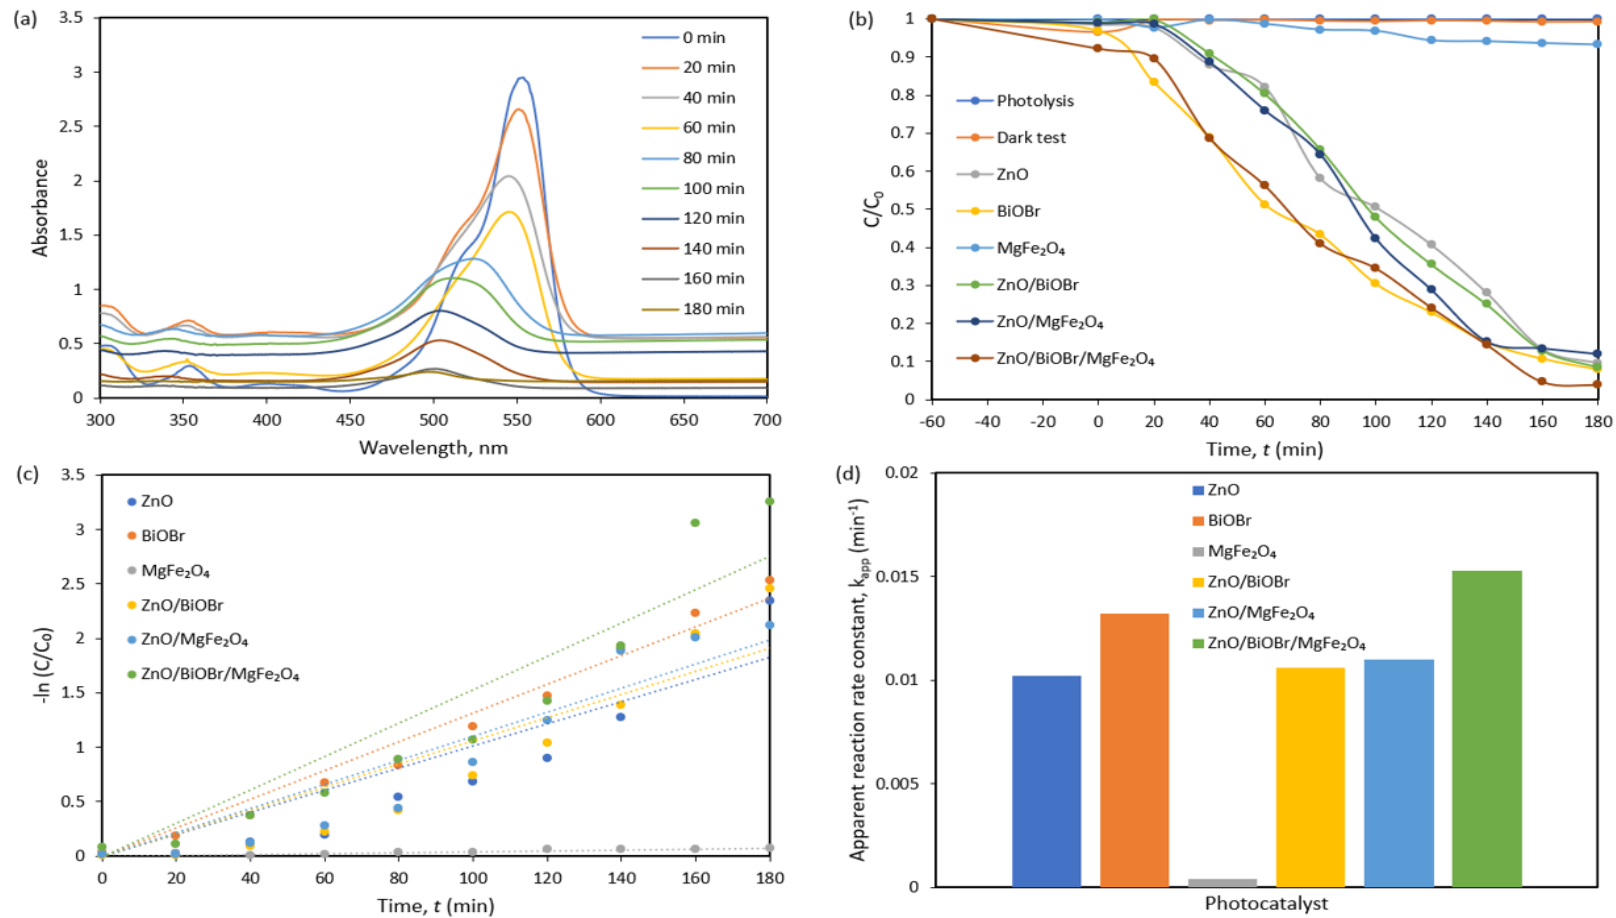 (a)
3.5
3
2.5
2
1.5
1
0.5
0
Absorbance
300
350
400
450
500
550
600
650
700
Wavelength, nm
0 min
20 min
40 min
60 min
80 min
100 min
120 min
140 min
160 min
180 min
(b)
1
0.9
0.8
0.7
0.6
0.5
0.4
0.3
0.2
0.1
0
C/C₀
-60
-40
-20
0
20
40
60
80
100
120
140
160
180
Time, t (min)
Photolysis
Dark test
ZnO
BiOBr
MgFe₂O₄
ZnO/BiOBr
ZnO/MgFe₂O₄
ZnO/BiOBr/MgFe₂O₄
(c)
3.5
3
2.5
2
1.5
1
0.5
0
-ln (C/C₀)
0
20
40
60
80
100
120
140
160
180
Time, t (min)
ZnO
BiOBr
MgFe₂O₄
ZnO/BiOBr
ZnO/MgFe₂O₄
ZnO/BiOBr/MgFe₂O₄
(d)
0.02
0.015
0.01
0.005
0
Apparent reaction rate constant, kapp (min⁻¹)
Photocatalyst
ZnO
BiOBr
MgFe₂O₄
ZnO/BiOBr
ZnO/MgFe₂O₄
ZnO/BiOBr/MgFe₂O₄